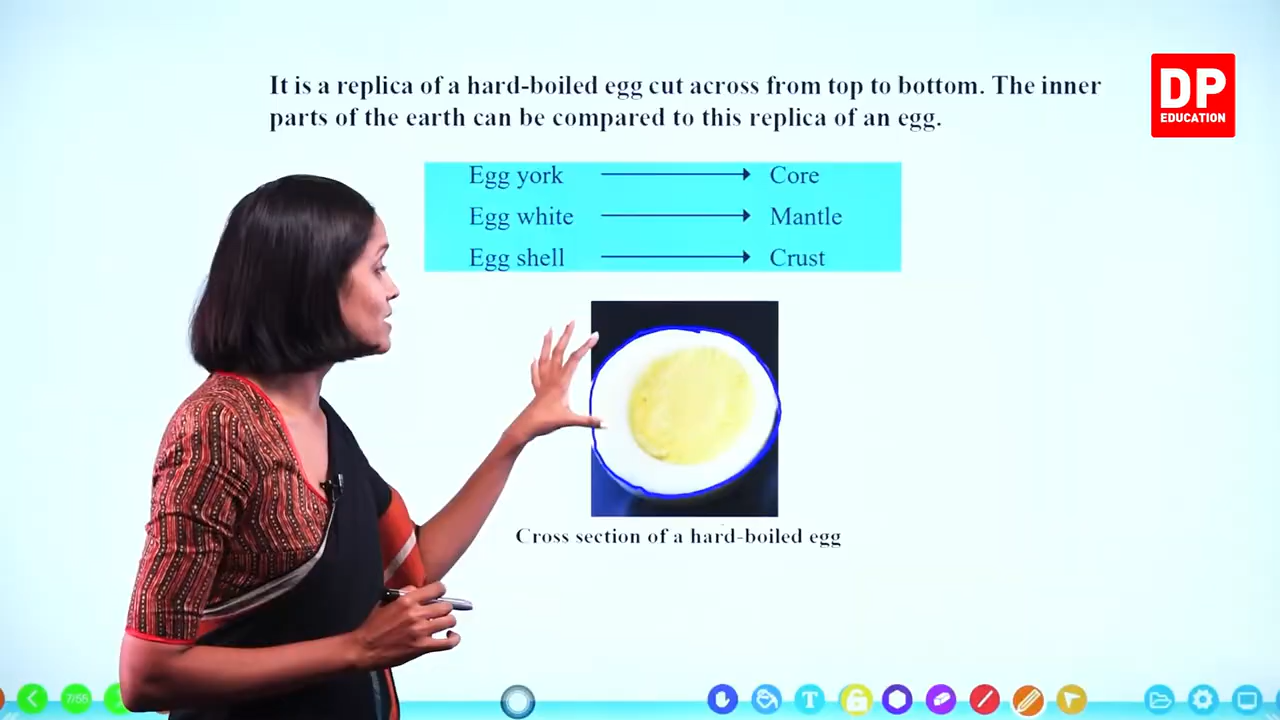 It is a replica of a hard-boiled egg cut across from top to bottom. The inner
parts of the earth can be compared to this replica of an egg.
DP
EDUCATION
Egg york Core
Egg white Mantle
Egg shell Crust
Cross section of a hard-boiled egg
7/56
T